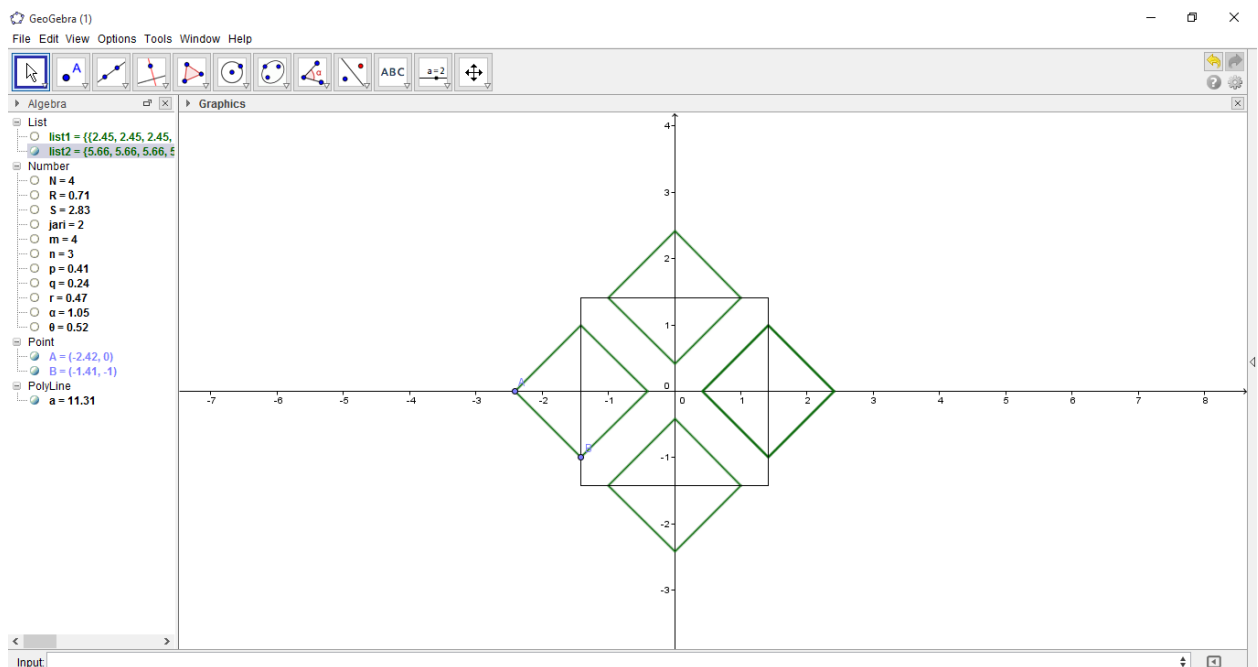 GeoGebra (1)
File Edit View Options Tools Window Help
A
α
ABC
a=2
Algebra
Graphics
List
list1 = {{2.45, 2.45, 2.45,
list2 = {5.66, 5.66, 5.66, 5
Number
N = 4
R = 0.71
S = 2.83
jari = 2
m = 4
n = 3
p = 0.41
q = 0.24
r = 0.47
α = 1.05
θ = 0.52
Point
A = (-2.42, 0)
B = (-1.41, -1)
PolyLine
a = 11.31
4
3
2
1
0
A
-7 -6 -5 -4 -3 -2 -1 0 1 2 3 4 5 6 7 8
B
-1
-2
-3
Input: